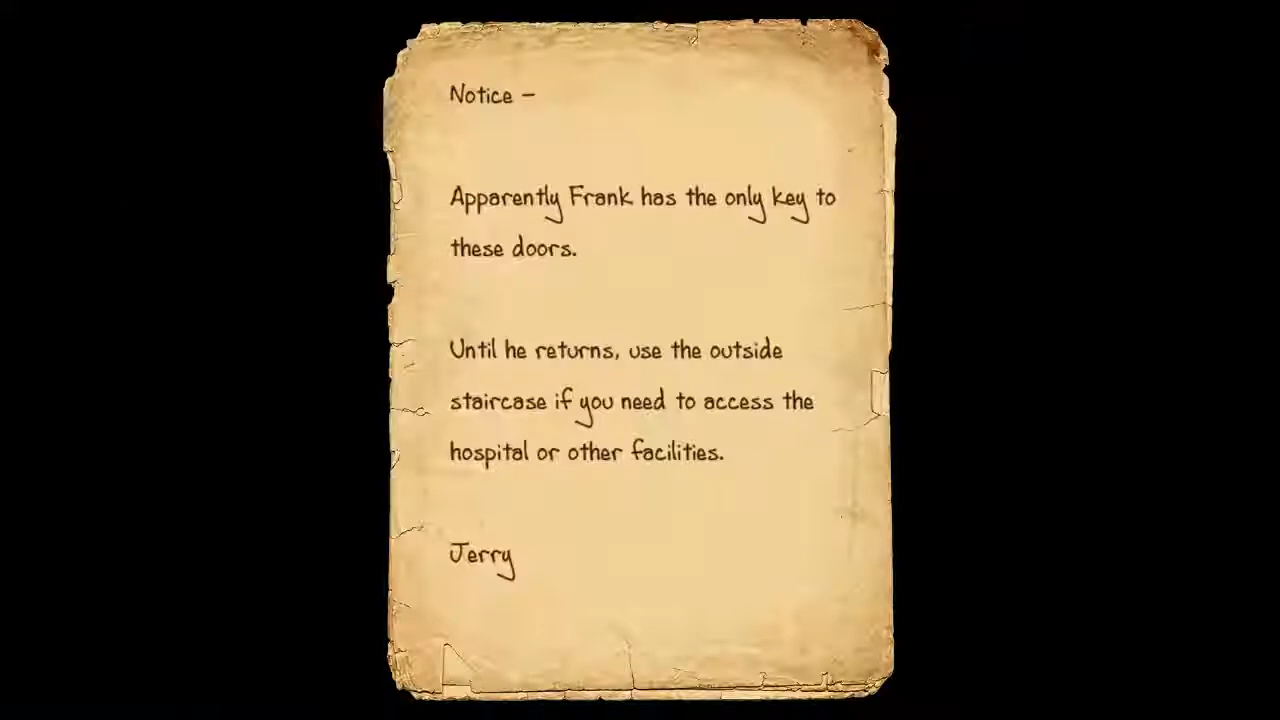 Notice –
Apparently Frank has the only key to
these doors.
Until he returns, use the outside
staircase if you need to access the
hospital or other facilities.
Jerry